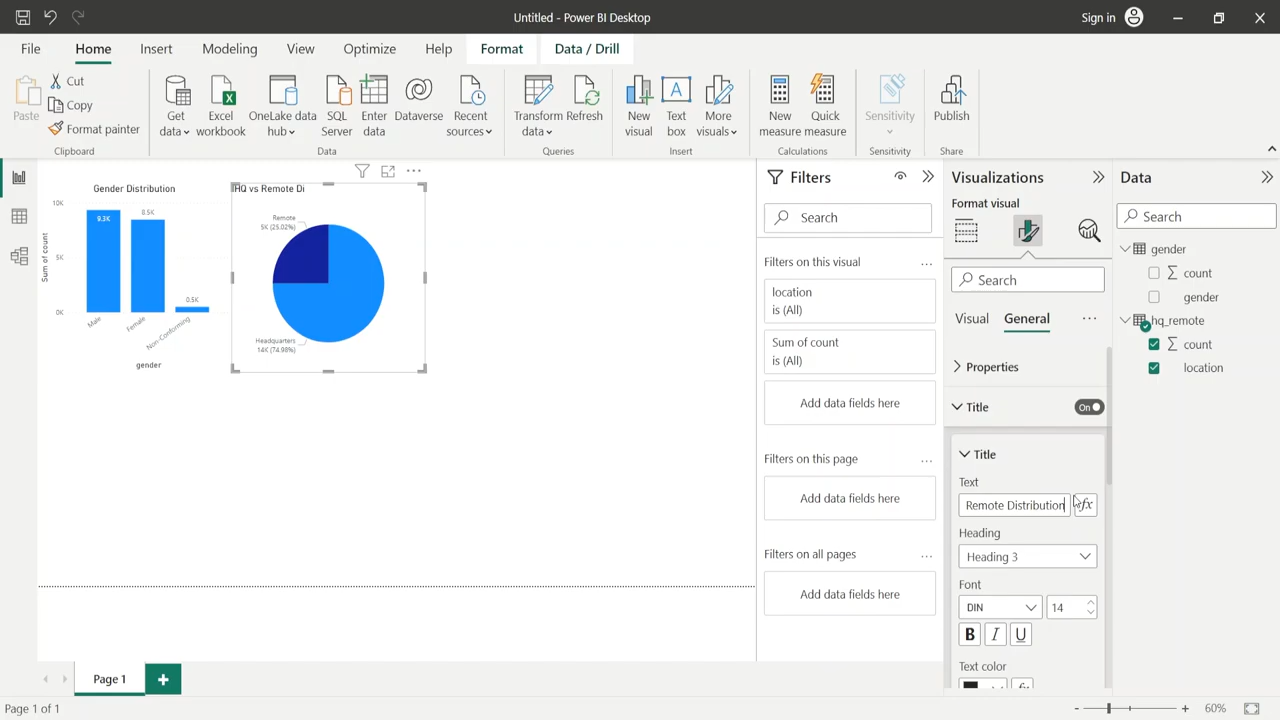 Untitled - Power BI Desktop
Sign in
File Home Insert Modeling View Optimize Help Format Data / Drill
Paste
Cut
Copy
Format painter
Clipboard
Get data
Excel workbook
OneLake data hub
SQL Server
Enter data
Dataverse
Recent sources
Data
Transform data
Refresh
Queries
New visual
Text box
More visuals
Insert
New measure
Quick measure
Calculations
Sensitivity
Sensitivity
Publish
Share
Gender Distribution
10K
5K
0K
Sum of count
9.3K
8.5K
0.5K
Male
Female
Non-Conforming
gender
HQ vs Remote Di
Remote
5K (25.02%)
Headquarters
14K (74.98%)
Filters
Search
Filters on this visual
location
is (All)
Sum of count
is (All)
Add data fields here
Filters on this page
Add data fields here
Filters on all pages
Add data fields here
Visualizations
Format visual
Search
Visual General
Properties
Title On
Title
Text
Remote Distribution
fx
Heading
Heading 3
Font
DIN 14
B I U
Text color
Data
Search
gender
Σ count
gender
hq_remote
Σ count
location
Page 1
Page 1 of 1
- + 60%